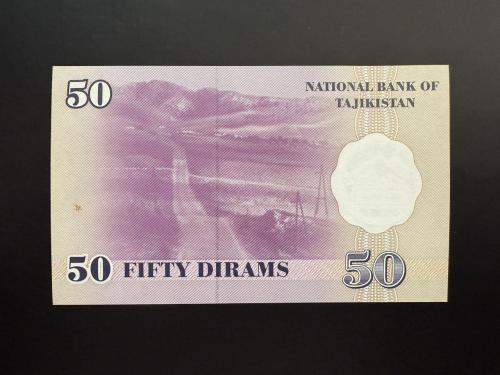 50
NATIONAL BANK OF
TAJIKISTAN
50 FIFTY DIRAMS
50